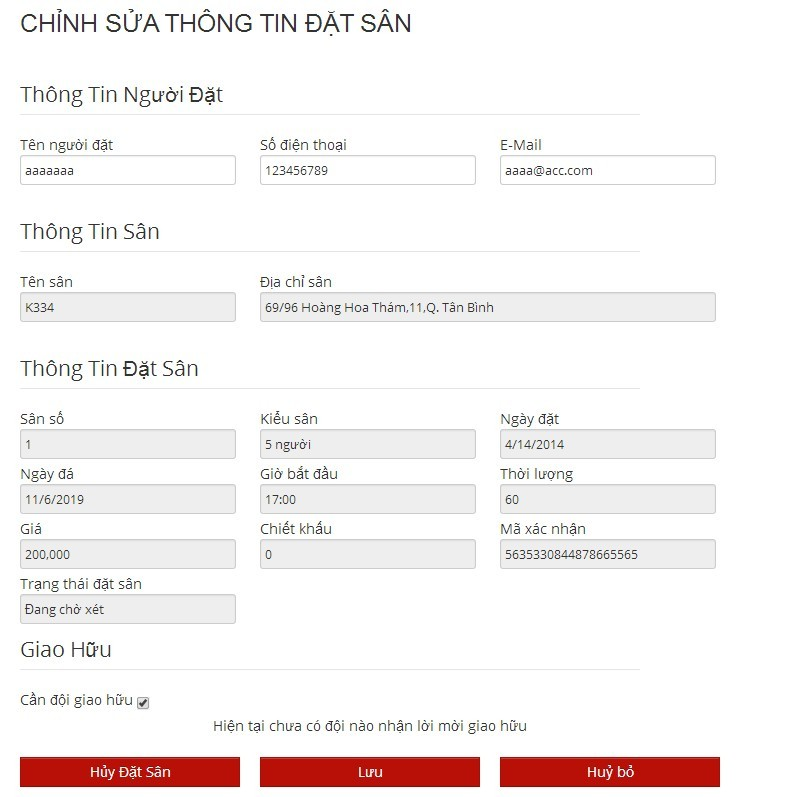 CHỈNH SỬA THÔNG TIN ĐẶT SÂN
Thông Tin Người Đặt
Tên người đặt Số điện thoại E-Mail
aaaaaaa 123456789 aaaa@acc.com
Thông Tin Sân
Tên sân Địa chỉ sân
K334 69/96 Hoàng Hoa Thám,11,Q. Tân Bình
Thông Tin Đặt Sân
Sân số Kiểu sân Ngày đặt
1 5 người 4/14/2014
Ngày đá Giờ bắt đầu Thời lượng
11/6/2019 17:00 60
Giá Chiết khấu Mã xác nhận
200,000 0 5635330844878665565
Trạng thái đặt sân
Đang chờ xét
Giao Hữu
Cần đội giao hữu
Hiện tại chưa có đội nào nhận lời mời giao hữu
Hủy Đặt Sân Lưu Huỷ bỏ